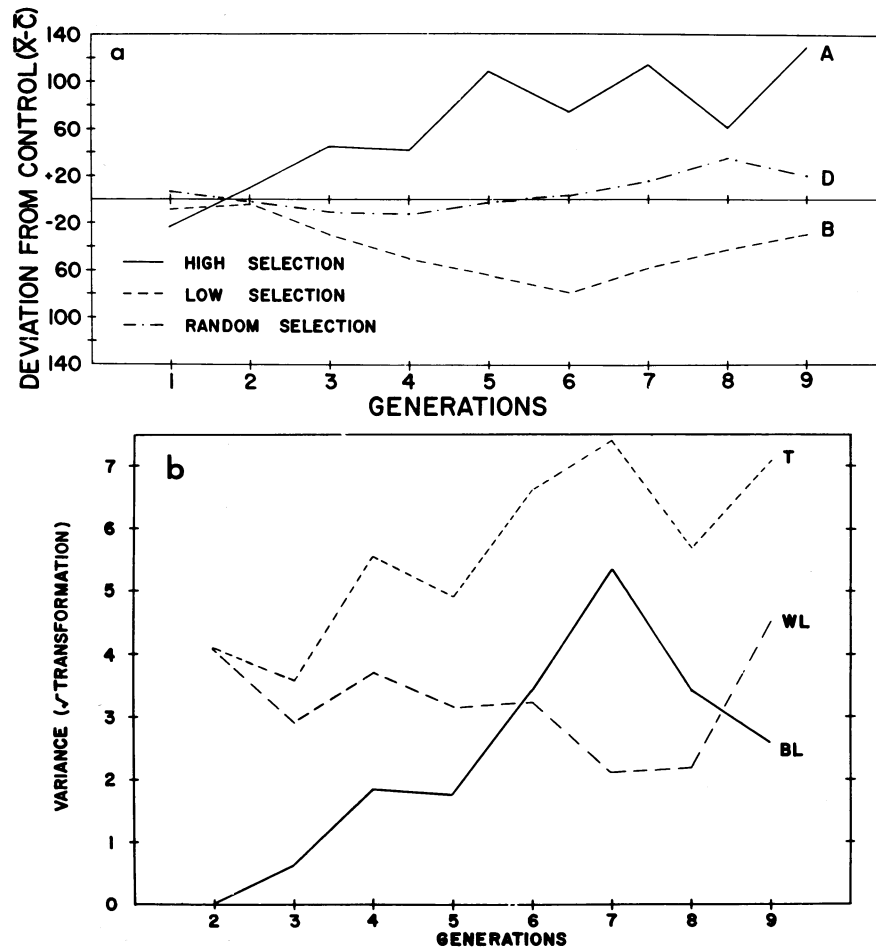 a
DEVIATION FROM CONTROL (X̄-C̄)
140
100
60
+20
-20
60
100
140
A
D
B
HIGH SELECTION
LOW SELECTION
RANDOM SELECTION
1 2 3 4 5 6 7 8 9
GENERATIONS
b
VARIANCE (√TRANSFORMATION)
7
6
5
4
3
2
1
0
T
WL
BL
2 3 4 5 6 7 8 9
GENERATIONS